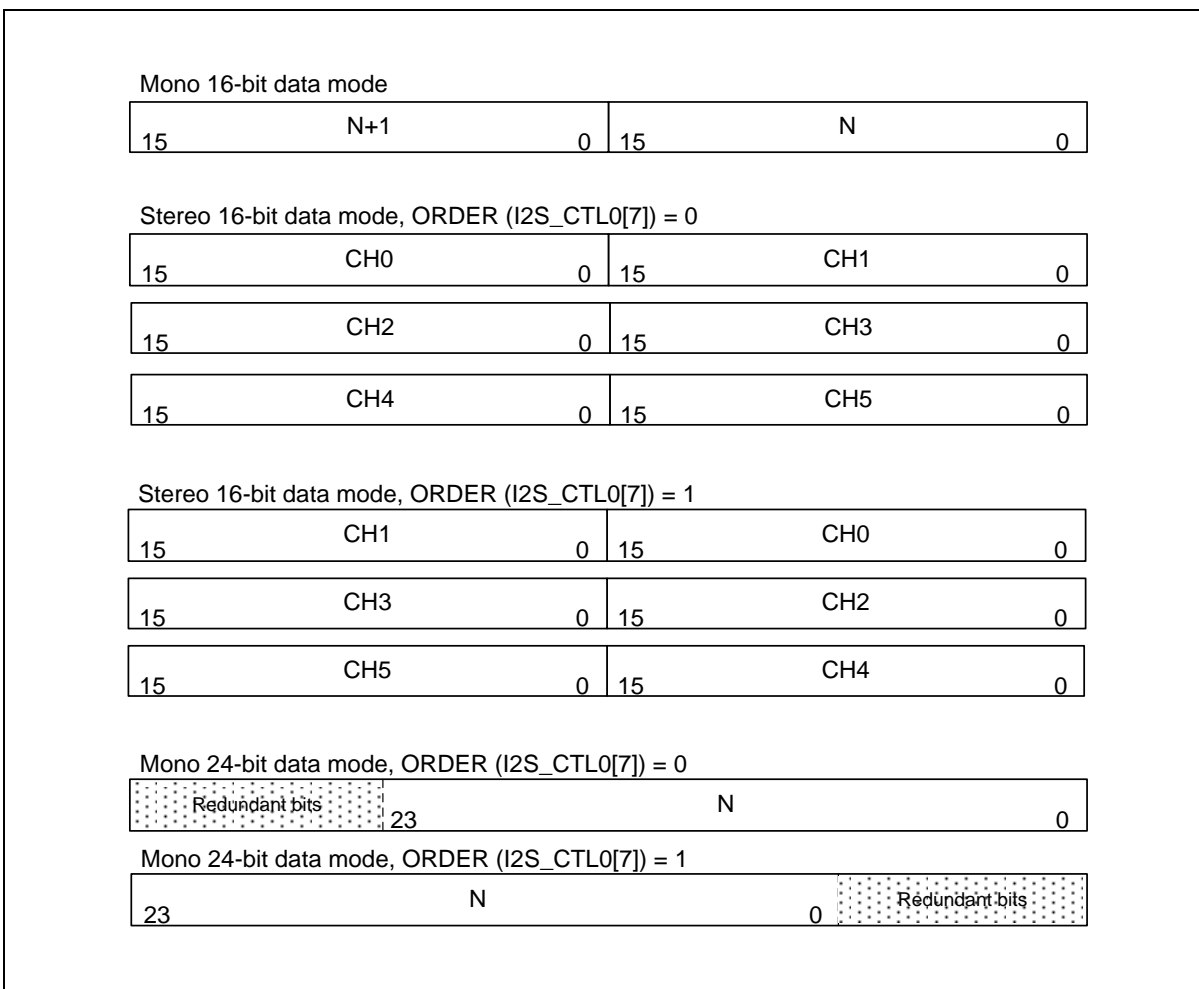 Mono 16-bit data mode
N+1 N
15 0 15 0
Stereo 16-bit data mode, ORDER (I2S_CTL0[7]) = 0
CH0 CH1
15 0 15 0
CH2 CH3
15 0 15 0
CH4 CH5
15 0 15 0
Stereo 16-bit data mode, ORDER (I2S_CTL0[7]) = 1
CH1 CH0
15 0 15 0
CH3 CH2
15 0 15 0
CH5 CH4
15 0 15 0
Mono 24-bit data mode, ORDER (I2S_CTL0[7]) = 0
Redundant bits N
23 0
Mono 24-bit data mode, ORDER (I2S_CTL0[7]) = 1
N Redundant bits
23 0